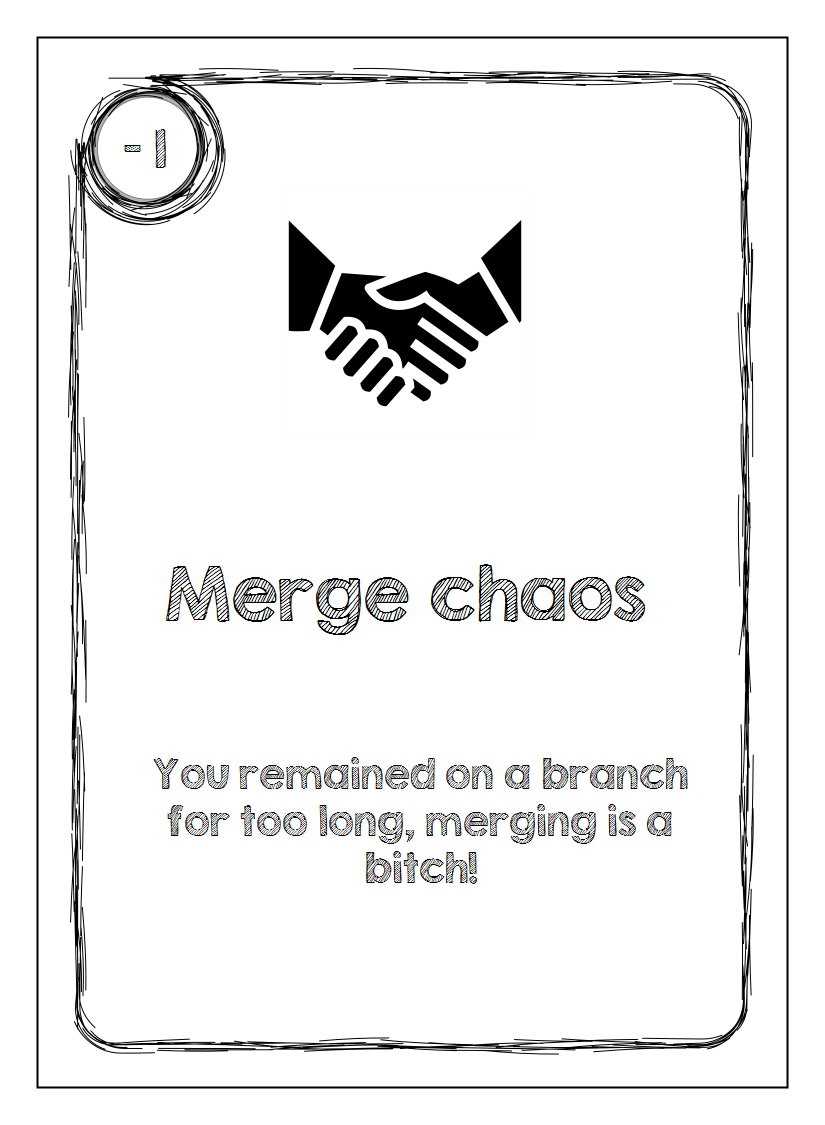 -1
Merge chaos
You remained on a branch
for too long, merging is a
bitch!